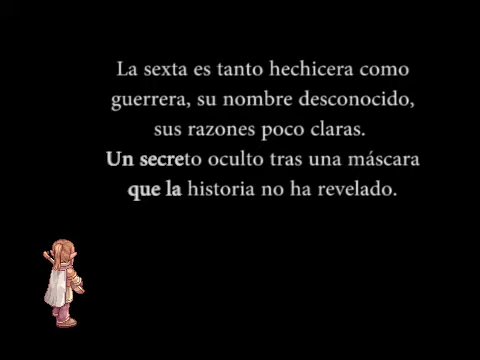 La sexta es tanto hechicera como
guerrera, su nombre desconocido,
sus razones poco claras.
Un secreto oculto tras una máscara
que la historia no ha revelado.